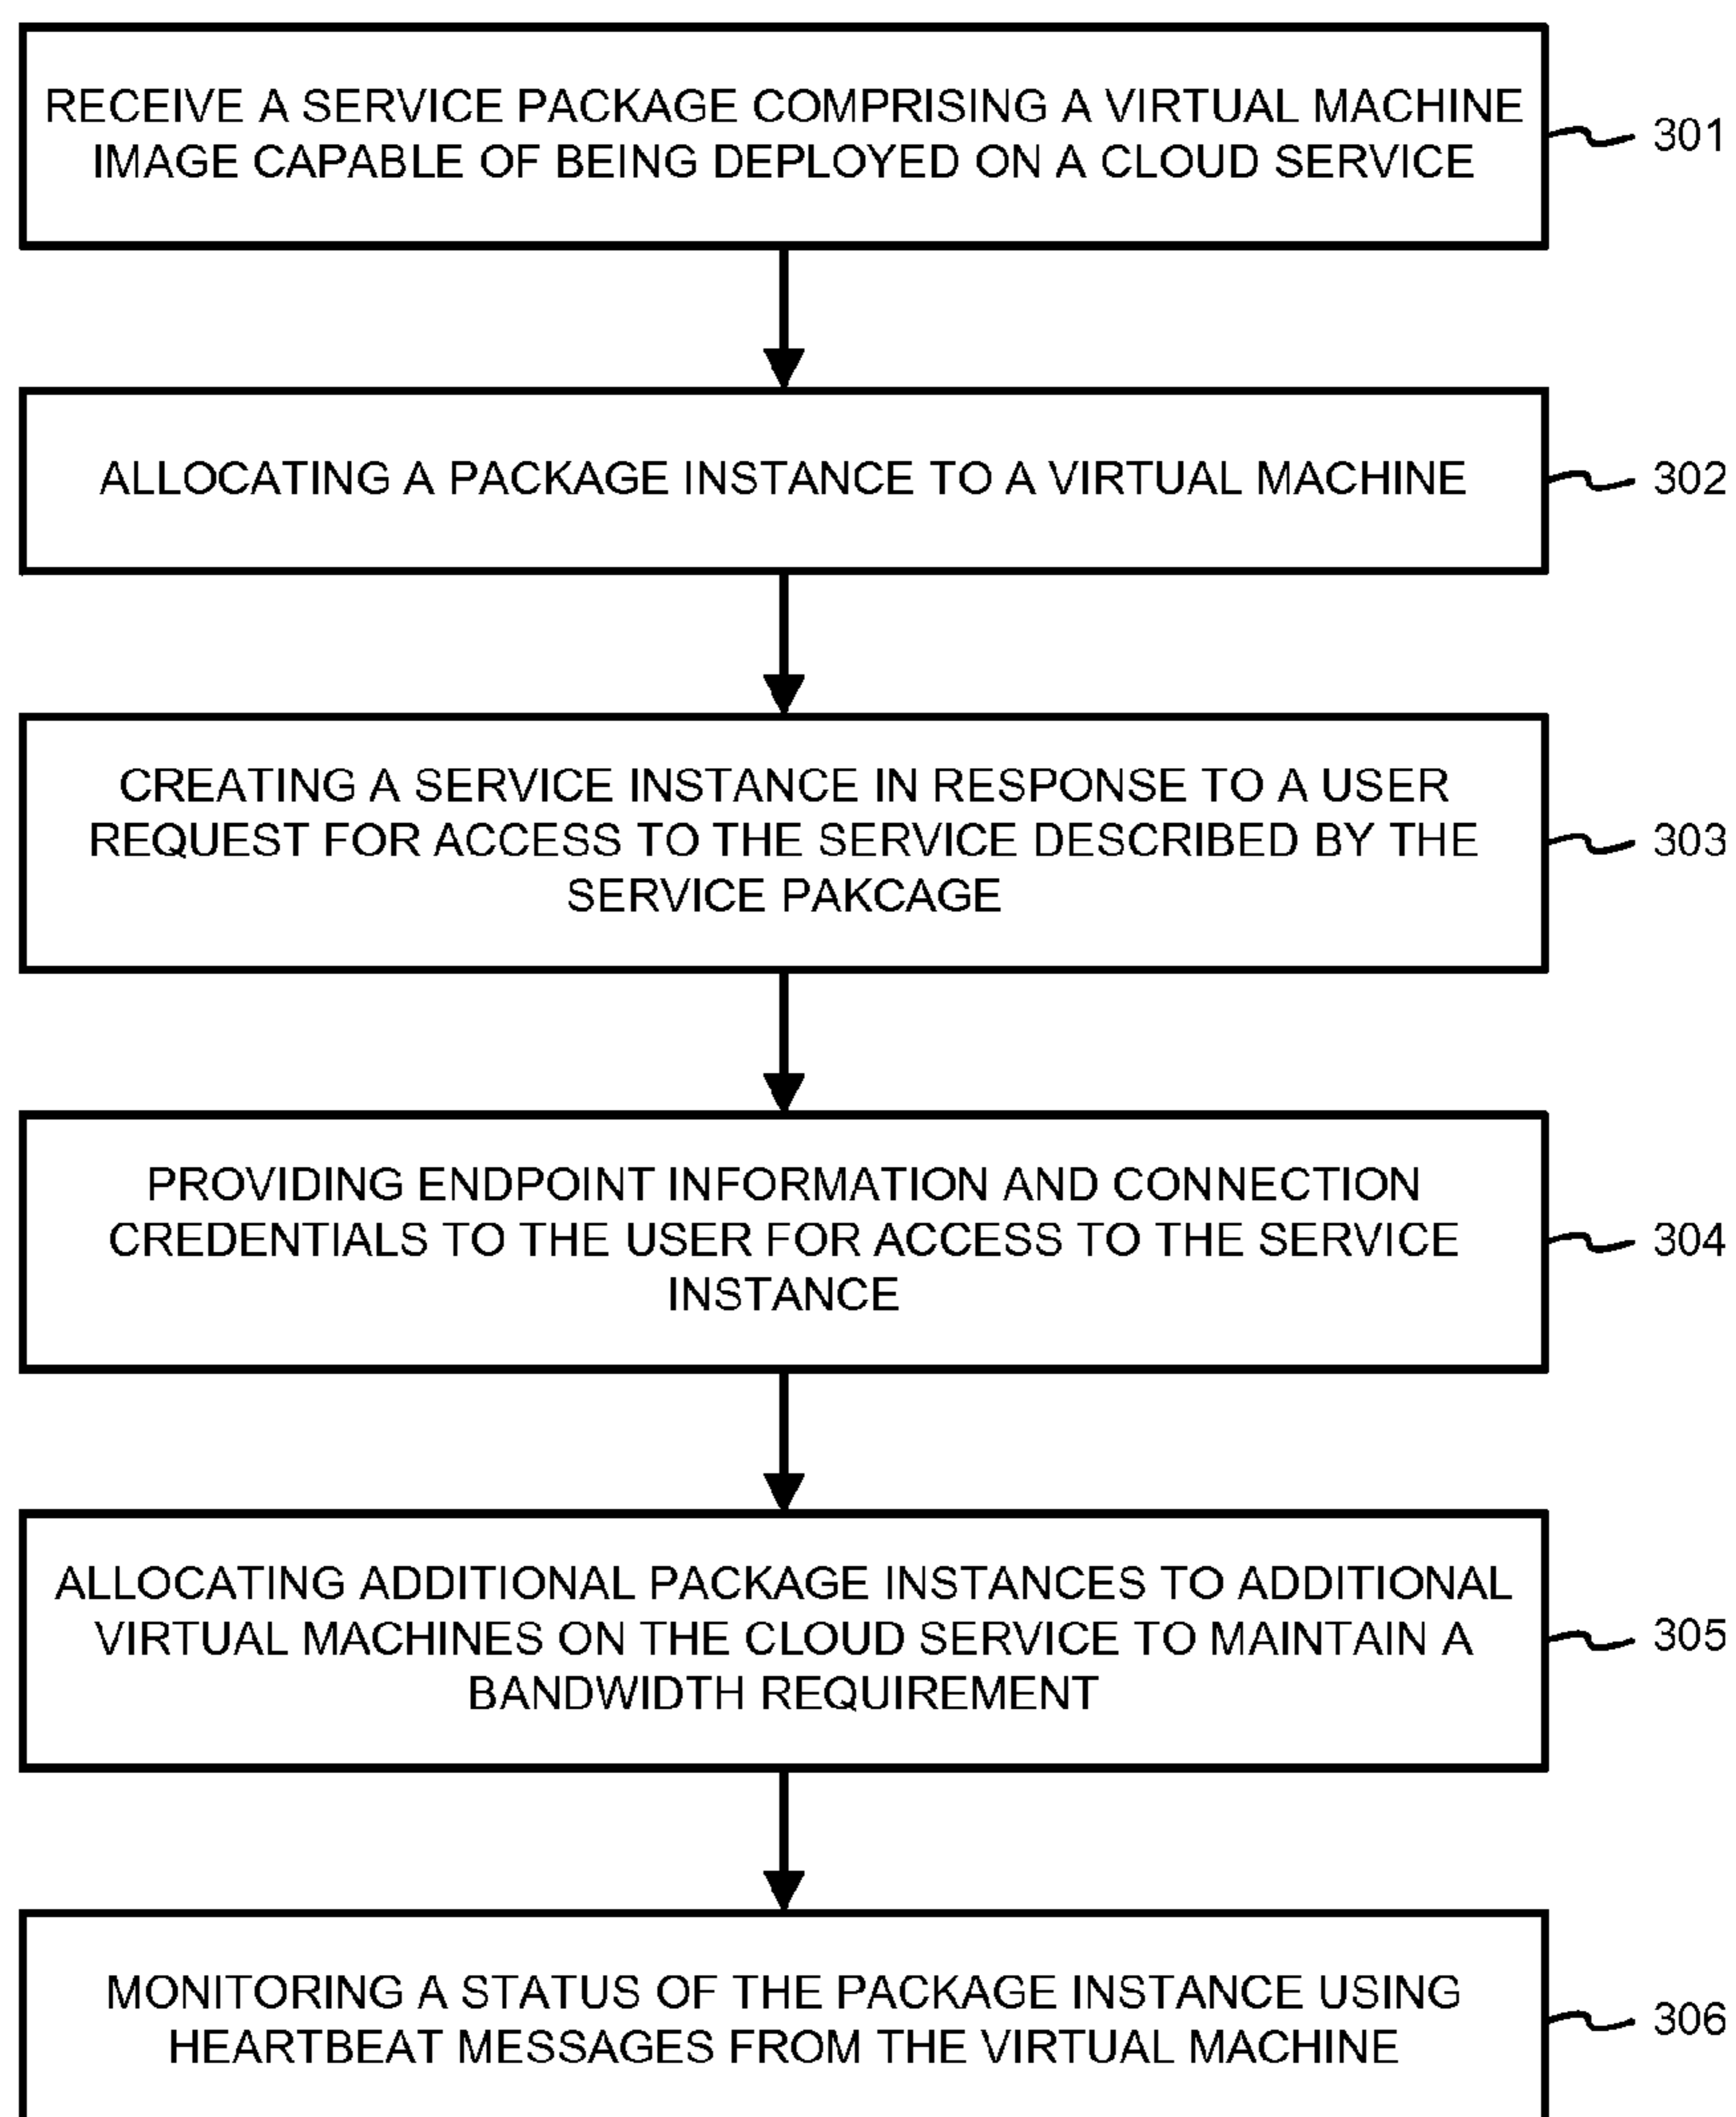 RECEIVE A SERVICE PACKAGE COMPRISING A VIRTUAL MACHINE
IMAGE CAPABLE OF BEING DEPLOYED ON A CLOUD SERVICE
301
ALLOCATING A PACKAGE INSTANCE TO A VIRTUAL MACHINE
302
CREATING A SERVICE INSTANCE IN RESPONSE TO A USER
REQUEST FOR ACCESS TO THE SERVICE DESCRIBED BY THE
SERVICE PAKCAGE
303
PROVIDING ENDPOINT INFORMATION AND CONNECTION
CREDENTIALS TO THE USER FOR ACCESS TO THE SERVICE
INSTANCE
304
ALLOCATING ADDITIONAL PACKAGE INSTANCES TO ADDITIONAL
VIRTUAL MACHINES ON THE CLOUD SERVICE TO MAINTAIN A
BANDWIDTH REQUIREMENT
305
MONITORING A STATUS OF THE PACKAGE INSTANCE USING
HEARTBEAT MESSAGES FROM THE VIRTUAL MACHINE
306